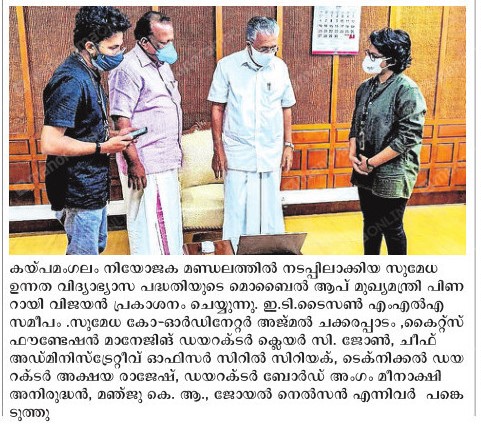 കയ്പമംഗലം നിയോജക മണ്ഡലത്തിൽ നടപ്പിലാക്കിയ സുമേധ
ഉന്നത വിദ്യാഭ്യാസ പദ്ധതിയുടെ മൊബൈൽ ആപ് മുഖ്യമന്ത്രി പിണ
റായി വിജയൻ പ്രകാശനം ചെയ്യുന്നു. ഇ.ടി.ടൈസൺ എംഎൽഎ
സമീപം .സുമേധ കോ-ഓർഡിനേറ്റർ അജ്മൽ ചക്കരപ്പാടം ,കൈറ്റ്സ്
ഫൗണ്ടേഷൻ മാനേജിങ് ഡയറക്ടർ ക്ലെയർ സി. ജോൺ, ചീഫ്
അഡ്മിനിസ്ട്രേറ്റീവ് ഓഫിസർ സിറിൽ സിറിയക്, ടെക്നിക്കൽ ഡയ
റക്ടർ അക്ഷയ രാജേഷ്, ഡയറക്ടർ ബോർഡ് അംഗം മീനാക്ഷി
അനിരുദ്ധൻ, മഞ്ജു കെ. ആ., ജോയൽ നെൽസൻ എന്നിവർ പങ്കെ
ടുത്തു